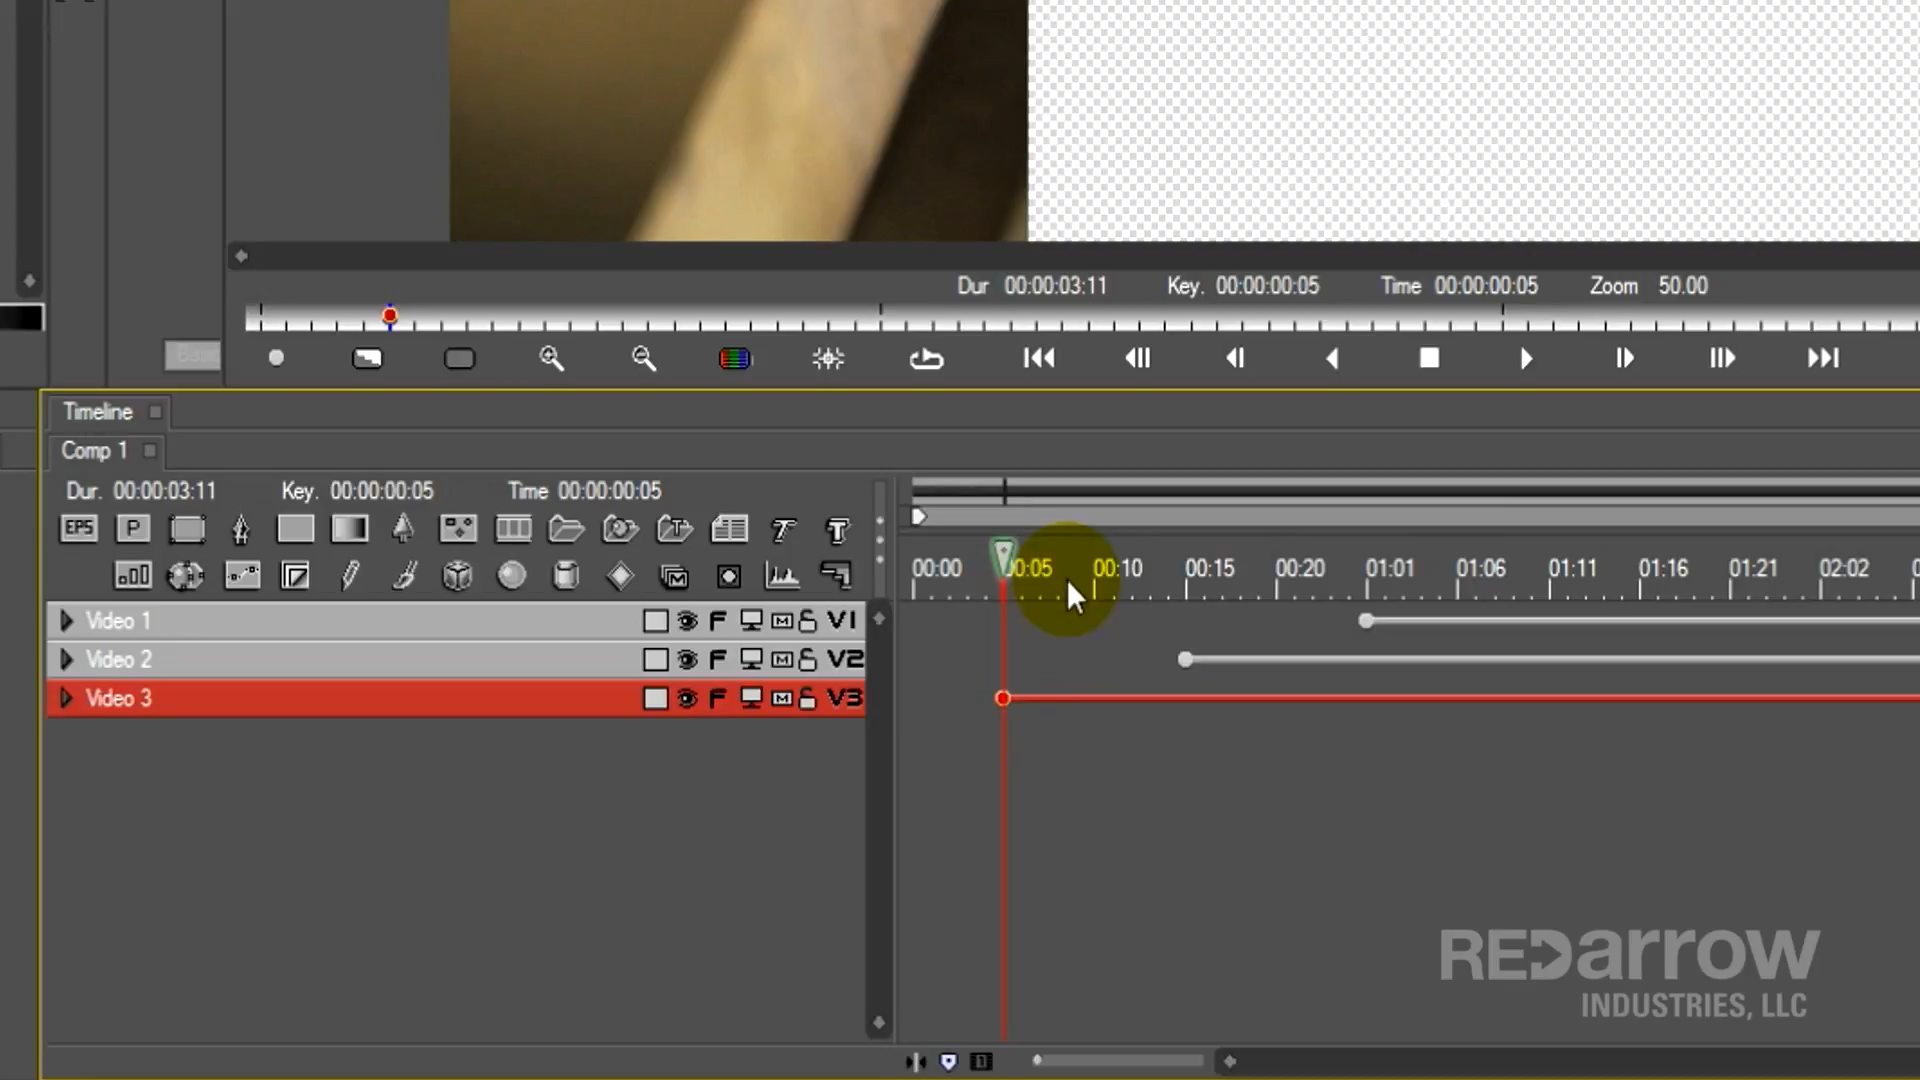 Dur 00:00:03:11 Key. 00:00:00:05 Time 00:00:00:05 Zoom 50.00
Timeline
Comp 1
Dur. 00:00:03:11 Key. 00:00:00:05 Time 00:00:00:05
EPS P T T
M
00:00 00:05 00:10 00:15 00:20 01:01 01:06 01:11 01:16 01:21 02:02
Video 1 F M V1
Video 2 F M V2
Video 3 F M V3
REDarrow
INDUSTRIES, LLC